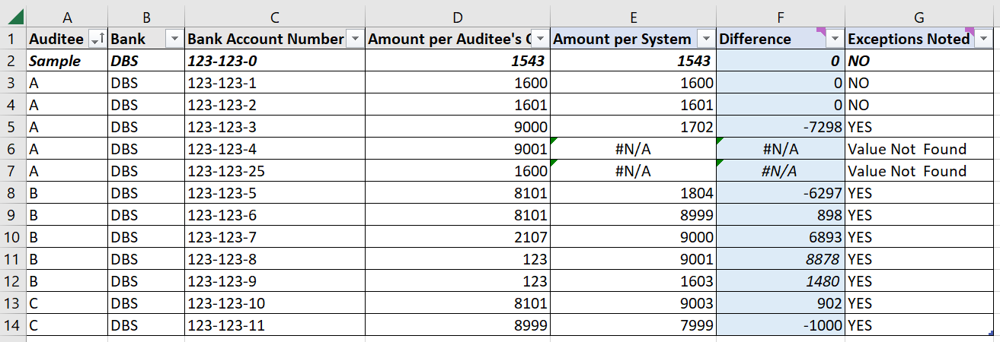 A B C D E F G
1 Auditee Bank Bank Account Number Amount per Auditee's Amount per System Difference Exceptions Noted
2 Sample DBS 123-123-0 1543 1543 0 NO
3 A DBS 123-123-1 1600 1600 0 NO
4 A DBS 123-123-2 1601 1601 0 NO
5 A DBS 123-123-3 9000 1702 -7298 YES
6 A DBS 123-123-4 9001 #N/A #N/A Value Not  Found
7 A DBS 123-123-25 1600 #N/A #N/A Value Not  Found
8 B DBS 123-123-5 8101 1804 -6297 YES
9 B DBS 123-123-6 8101 8999 898 YES
10 B DBS 123-123-7 2107 9000 6893 YES
11 B DBS 123-123-8 123 9001 8878 YES
12 B DBS 123-123-9 123 1603 1480 YES
13 C DBS 123-123-10 8101 9003 902 YES
14 C DBS 123-123-11 8999 7999 -1000 YES